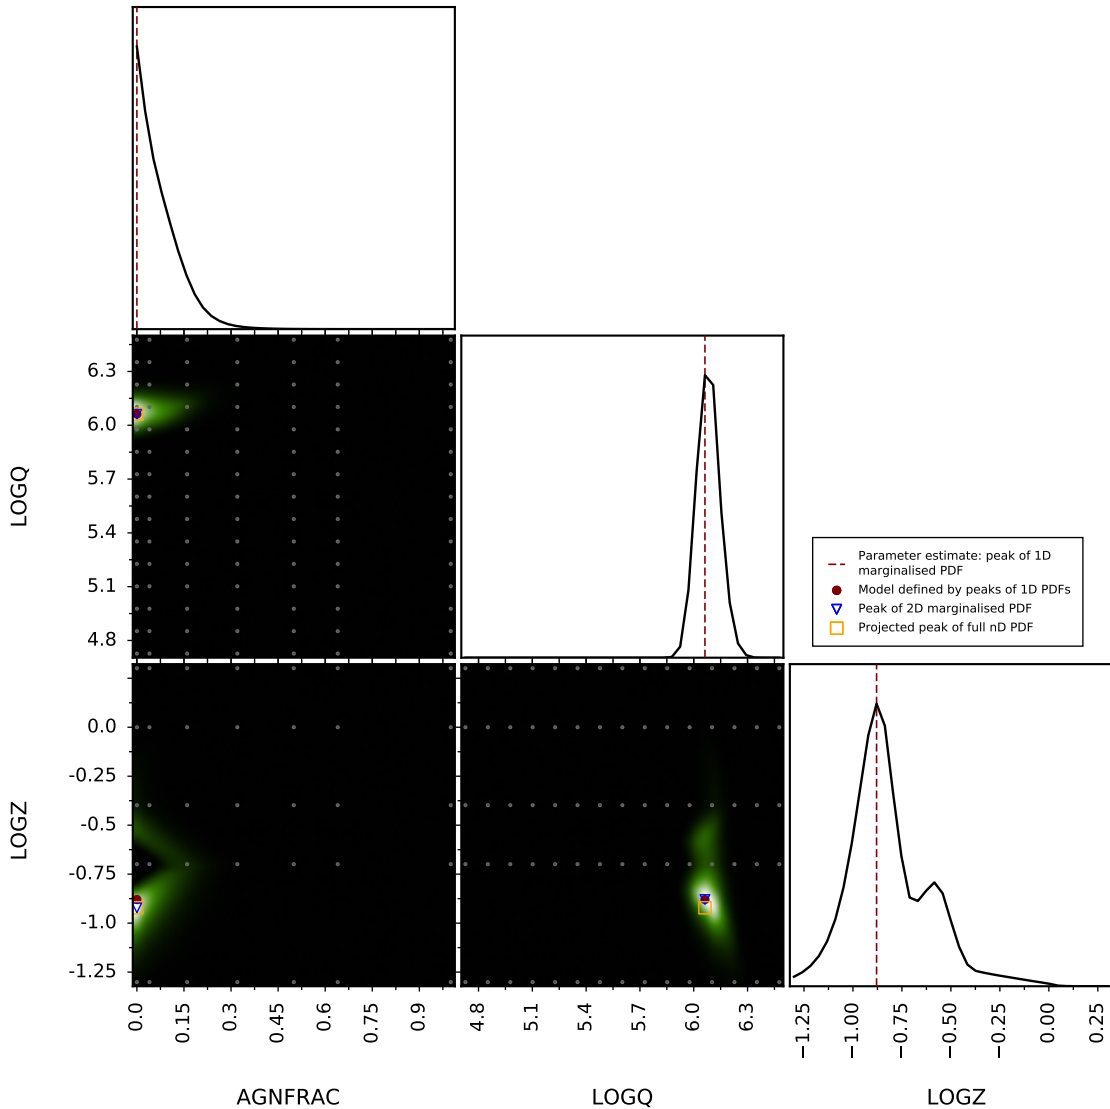 6.3
6.0
5.7
5.4
5.1
4.8
LOGQ
Parameter estimate: peak of 1D
marginalised PDF
Model defined by peaks of 1D PDFs
Peak of 2D marginalised PDF
Projected peak of full nD PDF
0.0
-0.25
-0.5
-0.75
-1.0
-1.25
LOGZ
0.0 0.15 0.3 0.45 0.6 0.75 0.9
4.8 5.1 5.4 5.7 6.0 6.3
−1.25 −1.00 −0.75 −0.50 −0.25 0.00 0.25
AGNFRAC LOGQ LOGZ